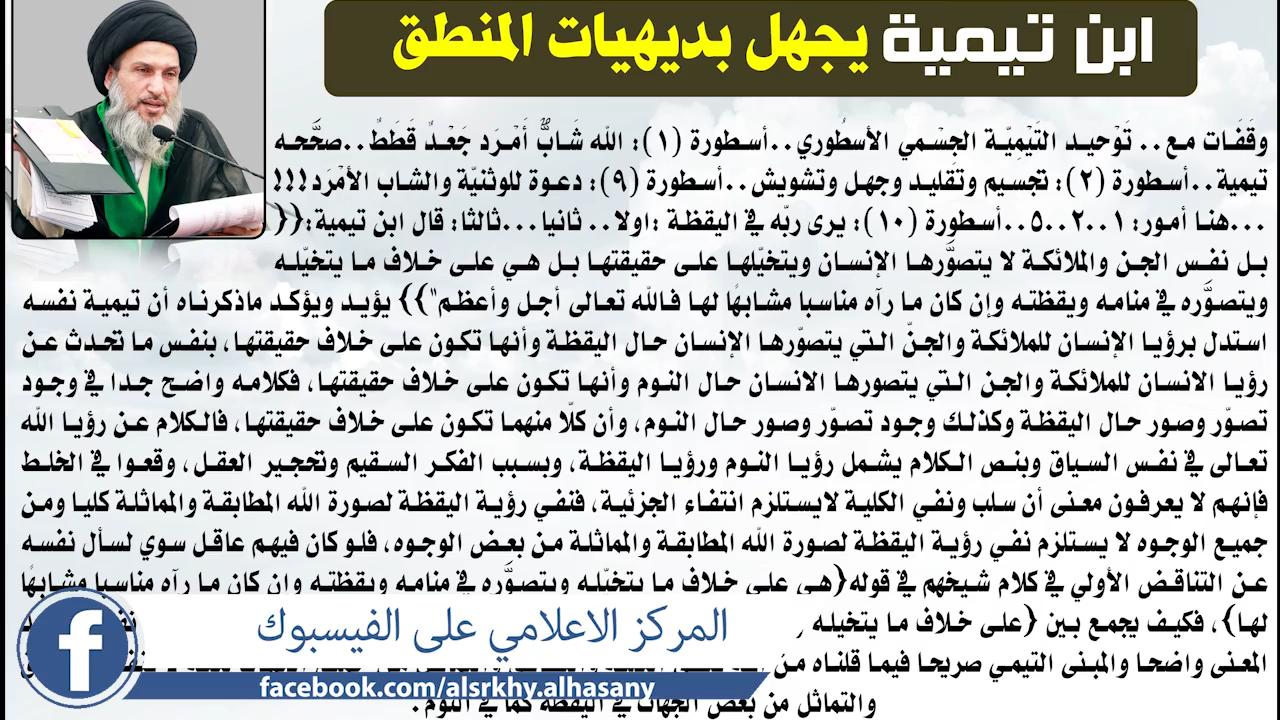 ابن تيمية يجهل بديهيات المنطق
وقَفَات مع.. تَوْحيد التَيْمِيّة الجِسْمي الأسطُوري..أسطورة (١): الله شَابٌّ أَمْرَد جَعْدٌ قَطَطٌ..صحَّحه
تيمية..أسطورة (٢): تجسيم وتقليد وجهل وتشويش..أسطورة (٩): دعوة للوثنيّة والشاب الأَمْرَد!!!
...هنا أمور: ١..٢..٥..أسطورة (١٠): يرى ربّه في اليقظة :اولا.. ثانيا...ثالثا: قال ابن تيمية:{{
بل نفس الجن والملائكة لا يتصوَّرها الإنسان ويتخيّلها على حقيقتها بل هي على خلاف ما يتخيّله
ويتصوَّره في منامه ويقظته وإن كان ما رآه مناسبا مشابهًا لها فالله تعالى أجل وأعظم"}} يؤيد ويؤكد ماذكرناه أن تيمية نفسه
استدل برؤيا الإنسان للملائكة والجنّ التي يتصوّرها الإنسان حال اليقظة وأنها تكون على خلاف حقيقتها، بنفس ما تحدث عن
رؤيا الانسان للملائكة والجن التي يتصورها الانسان حال النوم وأنها تكون على خلاف حقيقتها، فكلامه واضح جدا في وجود
تصوّر وصور حال اليقظة وكذلك وجود تصوّر وصور حال النوم، وأن كلّا منهما تكون على خلاف حقيقتها، فالكلام عن رؤيا الله
تعالى في نفس السياق وبنص الكلام يشمل رؤيا النوم ورؤيا اليقظة، وبسبب الفكر السقيم وتحجير العقل، وقعوا في الخلط
فإنهم لا يعرفون معنى أن سلب ونفي الكلية لايستلزم انتفاء الجزئية، فنفي رؤية اليقظة لصورة الله المطابقة والمماثلة كليا ومن
جميع الوجوه لا يستلزم نفي رؤية اليقظة لصورة الله المطابقة والمماثلة من بعض الوجوه، فلو كان فيهم عاقل سوي لسأل نفسه
عن التناقض الأولي في كلام شيخهم في قوله{هي على خلاف ما يتخيّله ويتصوَّره في منامه ويقظته وإن كان ما رآه مناسبا مشابهًا
لها}، فكيف يجمع بين {على خلاف ما يتخيله
المعنى واضحا والمبنى التيمي صريحا فيما قلناه من
والتماثل من بعض الجهات في اليقظة كما في النوم.
المركز الاعلامي على الفيسبوك
facebook.com/alsrkhy.alhasany